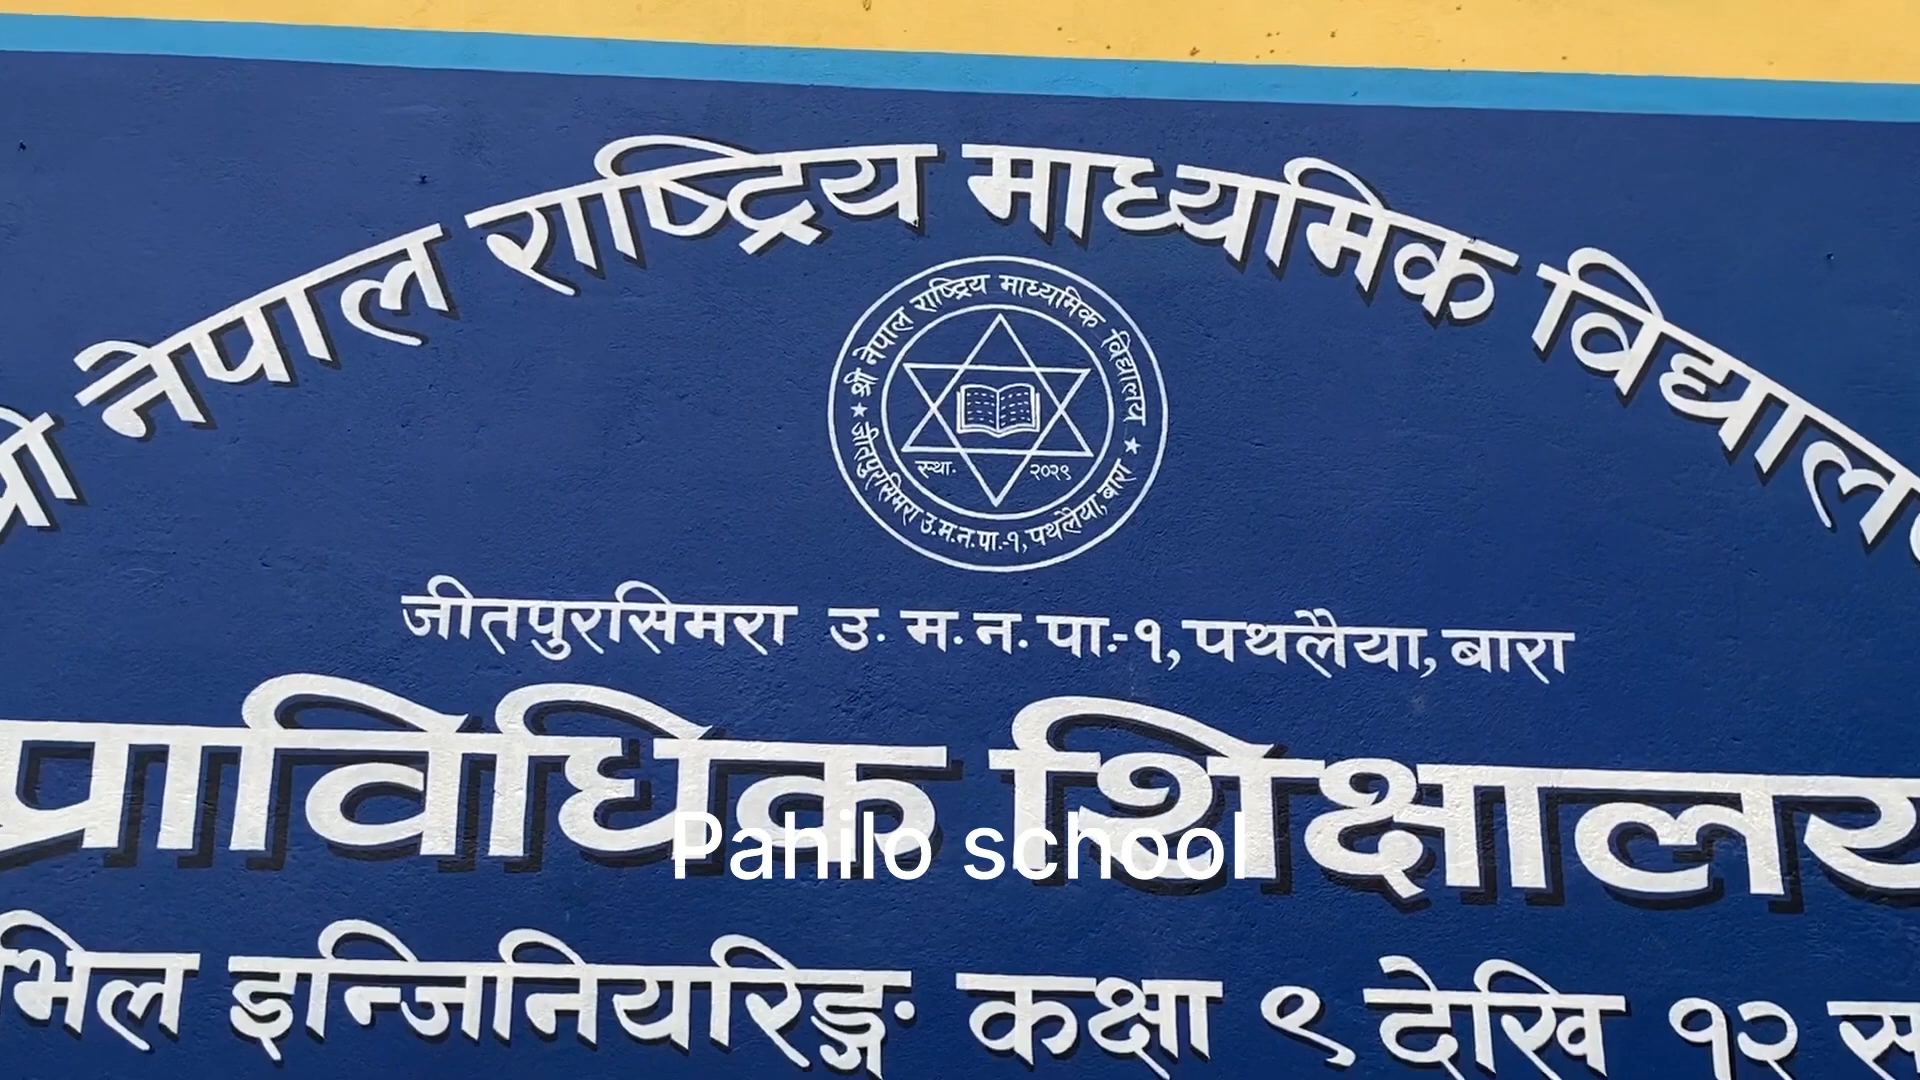 श्री नेपाल राष्ट्रिय माध्यमिक विद्यालय
श्री नेपाल राष्ट्रिय माध्यमिक विद्यालय
स्था. २०२९
जीतपुरसिमरा उ.म.न.पा.-१, पथलैया, बारा
जीतपुरसिमरा उ. म. न. पा.-१, पथलैया, बारा
प्राविधिक शिक्षालय
Pahilo school
भिल इन्जिनियरिङ्ग कक्षा ९ देखि १२ स